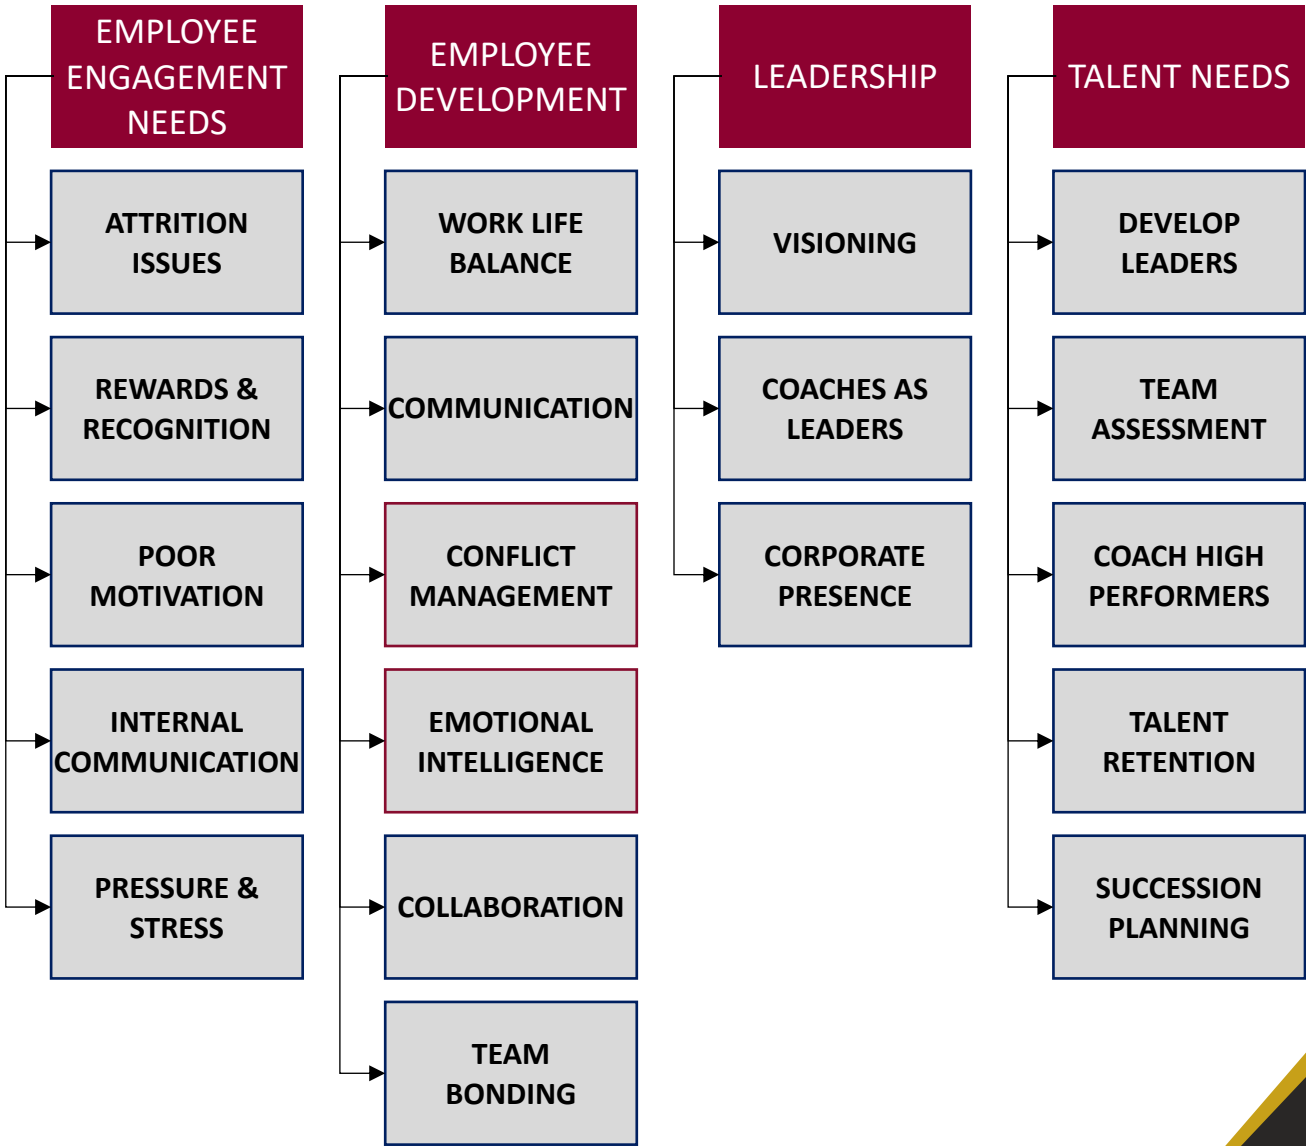 EMPLOYEE
ENGAGEMENT
NEEDS
ATTRITION
ISSUES
REWARDS &
RECOGNITION
POOR
MOTIVATION
INTERNAL
COMMUNICATION
PRESSURE &
STRESS
EMPLOYEE
DEVELOPMENT
WORK LIFE
BALANCE
COMMUNICATION
CONFLICT
MANAGEMENT
EMOTIONAL
INTELLIGENCE
COLLABORATION
TEAM
BONDING
LEADERSHIP
VISIONING
COACHES AS
LEADERS
CORPORATE
PRESENCE
TALENT NEEDS
DEVELOP
LEADERS
TEAM
ASSESSMENT
COACH HIGH
PERFORMERS
TALENT
RETENTION
SUCCESSION
PLANNING